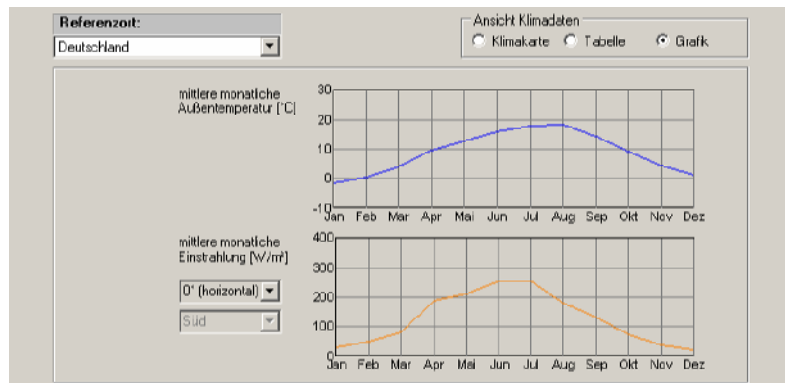 Referenzort:
Deutschland
Ansicht Klimadaten
Klimakarte Tabelle Grafik
mittlere monatliche
Außentemperatur [°C]
30
20
10
0
-10
Jan Feb Mar Apr Mai Jun Jul Aug Sep Okt Nov Dez
mittlere monatliche
Einstrahlung [W/m²]
0° (horizontal)
Süd
400
300
200
100
0
Jan Feb Mar Apr Mai Jun Jul Aug Sep Okt Nov Dez